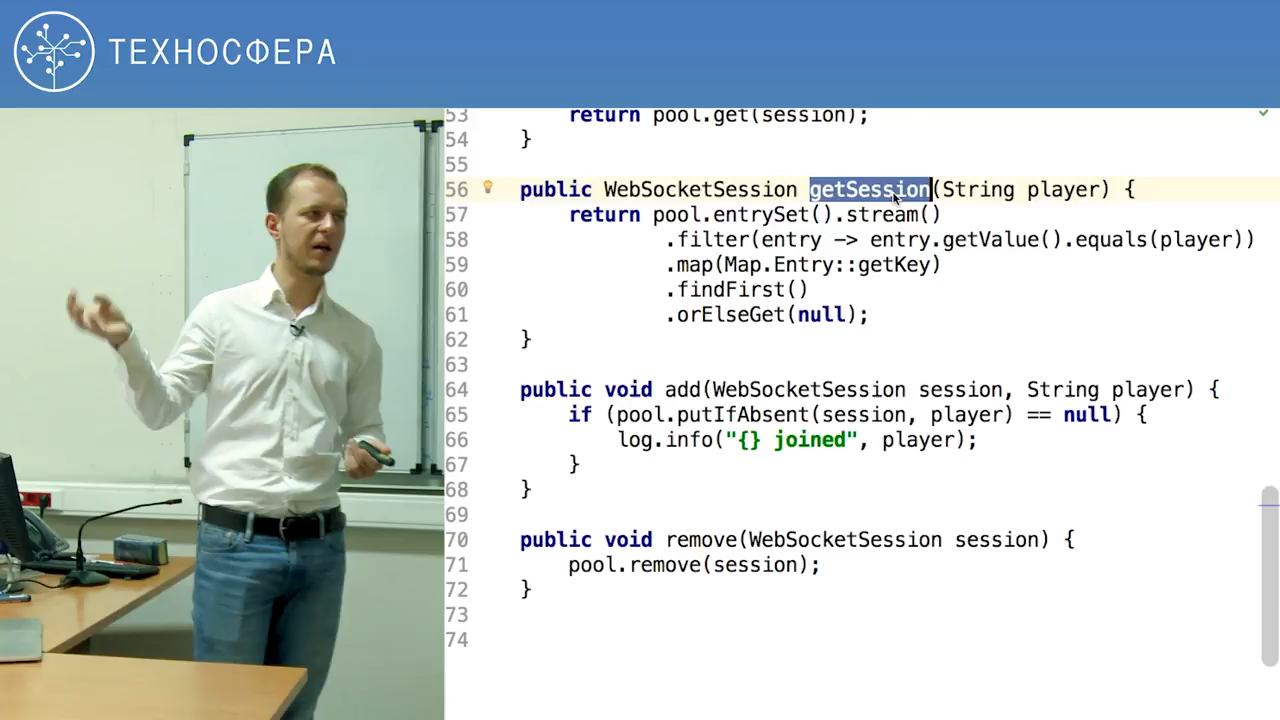 ТЕХНОСФЕРА
53 return pool.get(session);
54 }
55
56 public WebSocketSession getSession(String player) {
57 return pool.entrySet().stream()
58 .filter(entry -> entry.getValue().equals(player))
59 .map(Map.Entry::getKey)
60 .findFirst()
61 .orElseGet(null);
62 }
63
64 public void add(WebSocketSession session, String player) {
65 if (pool.putIfAbsent(session, player) == null) {
66 log.info("{} joined", player);
67 }
68 }
69
70 public void remove(WebSocketSession session) {
71 pool.remove(session);
72 }
73
74